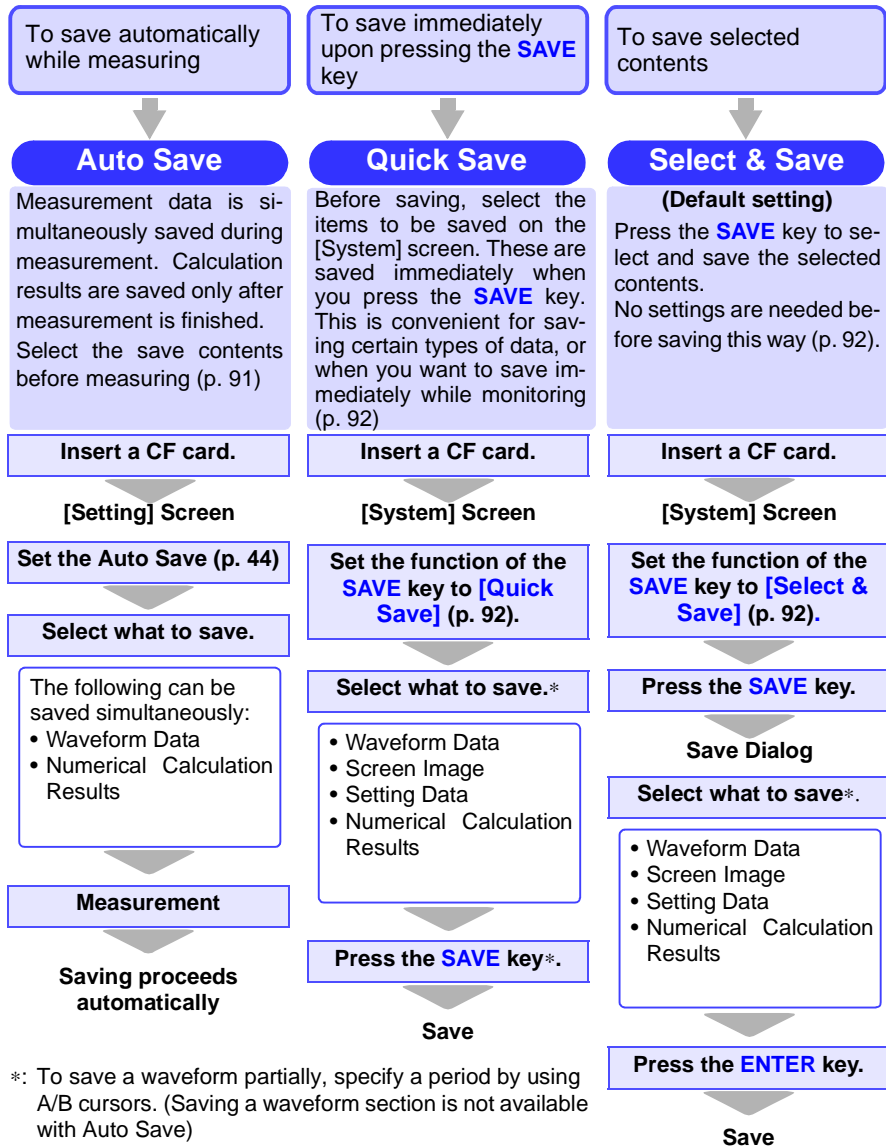 To save automatically
while measuring
Auto Save
Measurement data is si-
multaneously saved during
measurement. Calculation
results are saved only after
measurement is finished.
Select the save contents
before measuring (p. 91)
Insert a CF card.
[Setting] Screen
Set the Auto Save (p. 44)
Select what to save.
The following can be
saved simultaneously:
• Waveform Data
• Numerical Calculation
Results
Measurement
Saving proceeds
automatically
To save immediately
upon pressing the SAVE
key
Quick Save
Before saving, select the
items to be saved on the
[System] screen. These are
saved immediately when
you press the SAVE key.
This is convenient for sav-
ing certain types of data, or
when you want to save im-
mediately while monitoring
(p. 92)
Insert a CF card.
[System] Screen
Set the function of the
SAVE key to [Quick
Save] (p. 92).
Select what to save.*
• Waveform Data
• Screen Image
• Setting Data
• Numerical Calculation
Results
Press the SAVE key*.
Save
To save selected
contents
Select & Save
(Default setting)
Press the SAVE key to se-
lect and save the selected
contents.
No settings are needed be-
fore saving this way (p. 92).
Insert a CF card.
[System] Screen
Set the function of the
SAVE key to [Select &
Save] (p. 92).
Press the SAVE key.
Save Dialog
Select what to save*.
• Waveform Data
• Screen Image
• Setting Data
• Numerical Calculation
Results
Press the ENTER key.
Save
*: To save a waveform partially, specify a period by using
A/B cursors. (Saving a waveform section is not available
with Auto Save)